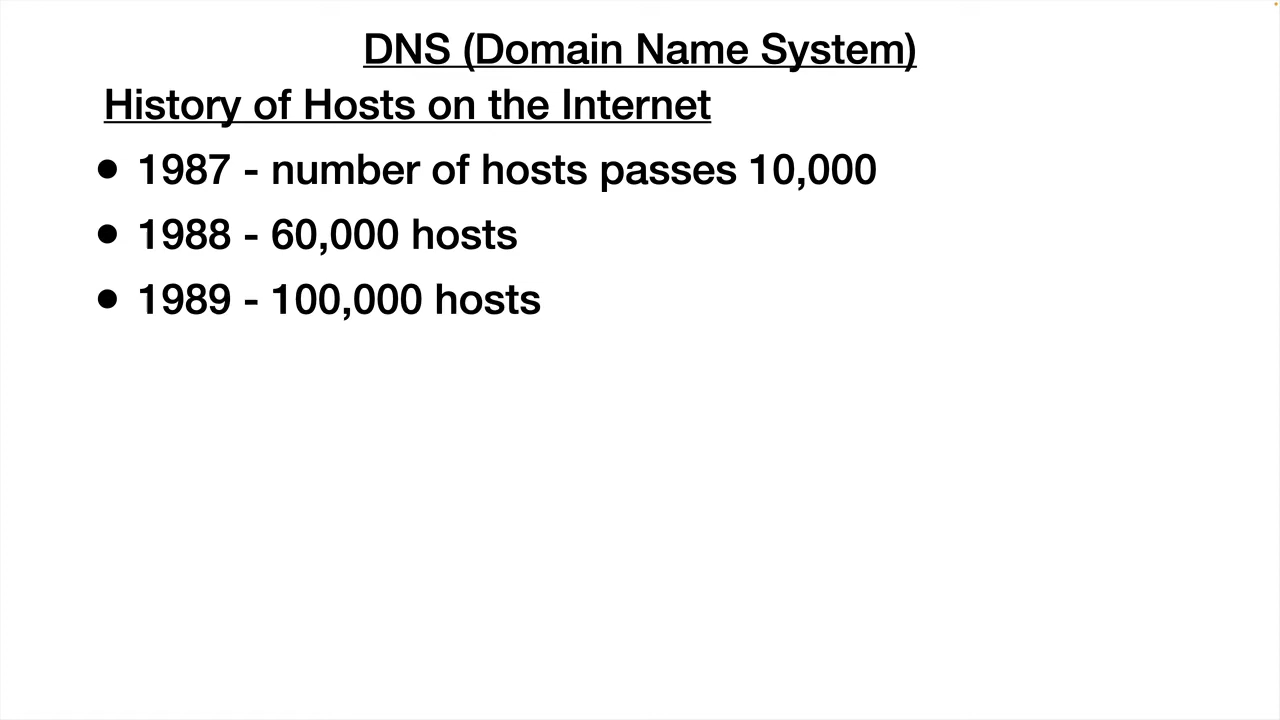 DNS (Domain Name System)
History of Hosts on the Internet
• 1987 - number of hosts passes 10,000
• 1988 - 60,000 hosts
• 1989 - 100,000 hosts